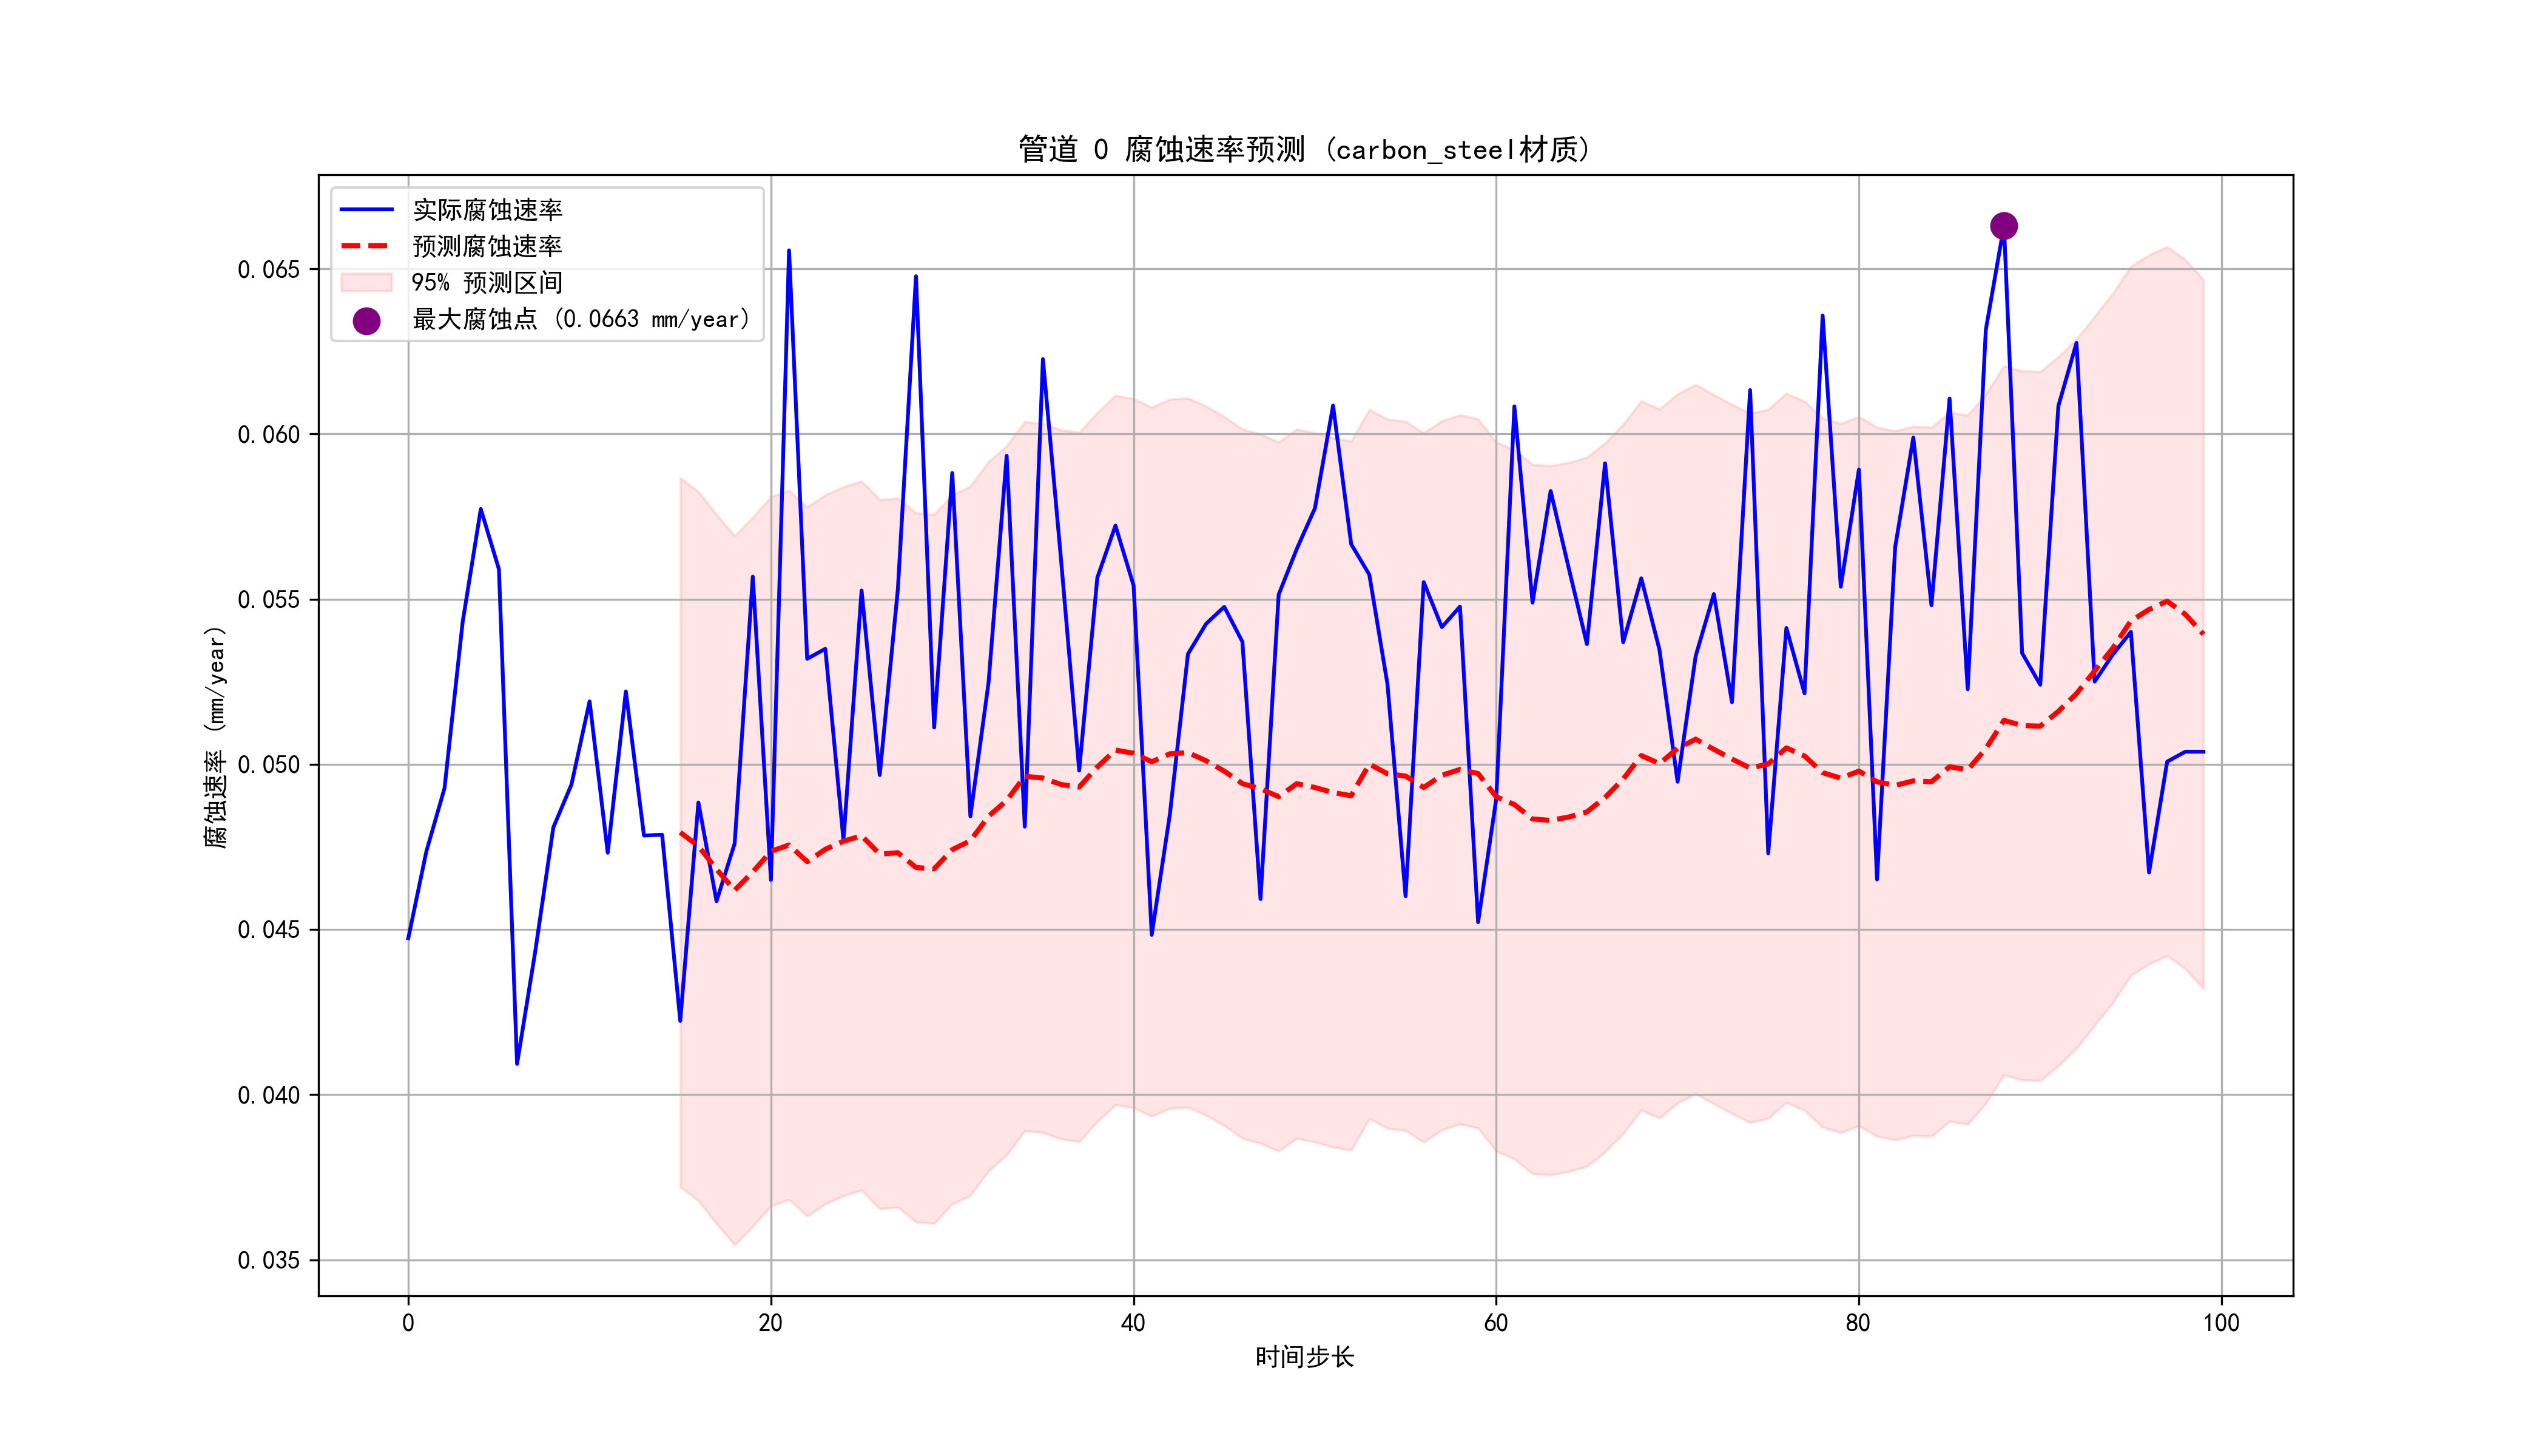 管道 0 腐蚀速率预测 (carbon_steel材质)
实际腐蚀速率
预测腐蚀速率
95% 预测区间
最大腐蚀点 (0.0663 mm/year)
腐蚀速率 (mm/year)
0.065
0.060
0.055
0.050
0.045
0.040
0.035
0 20 40 60 80 100
时间步长